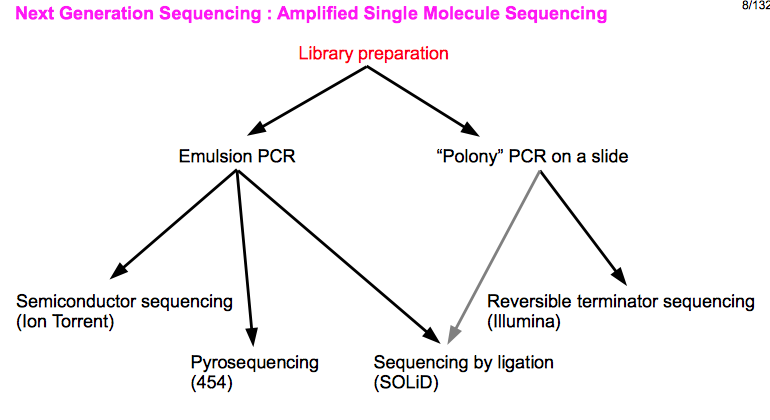 Next Generation Sequencing : Amplified Single Molecule Sequencing
8/132
Library preparation
Emulsion PCR
“Polony” PCR on a slide
Semiconductor sequencing
(Ion Torrent)
Reversible terminator sequencing
(Illumina)
Pyrosequencing
(454)
Sequencing by ligation
(SOLiD)